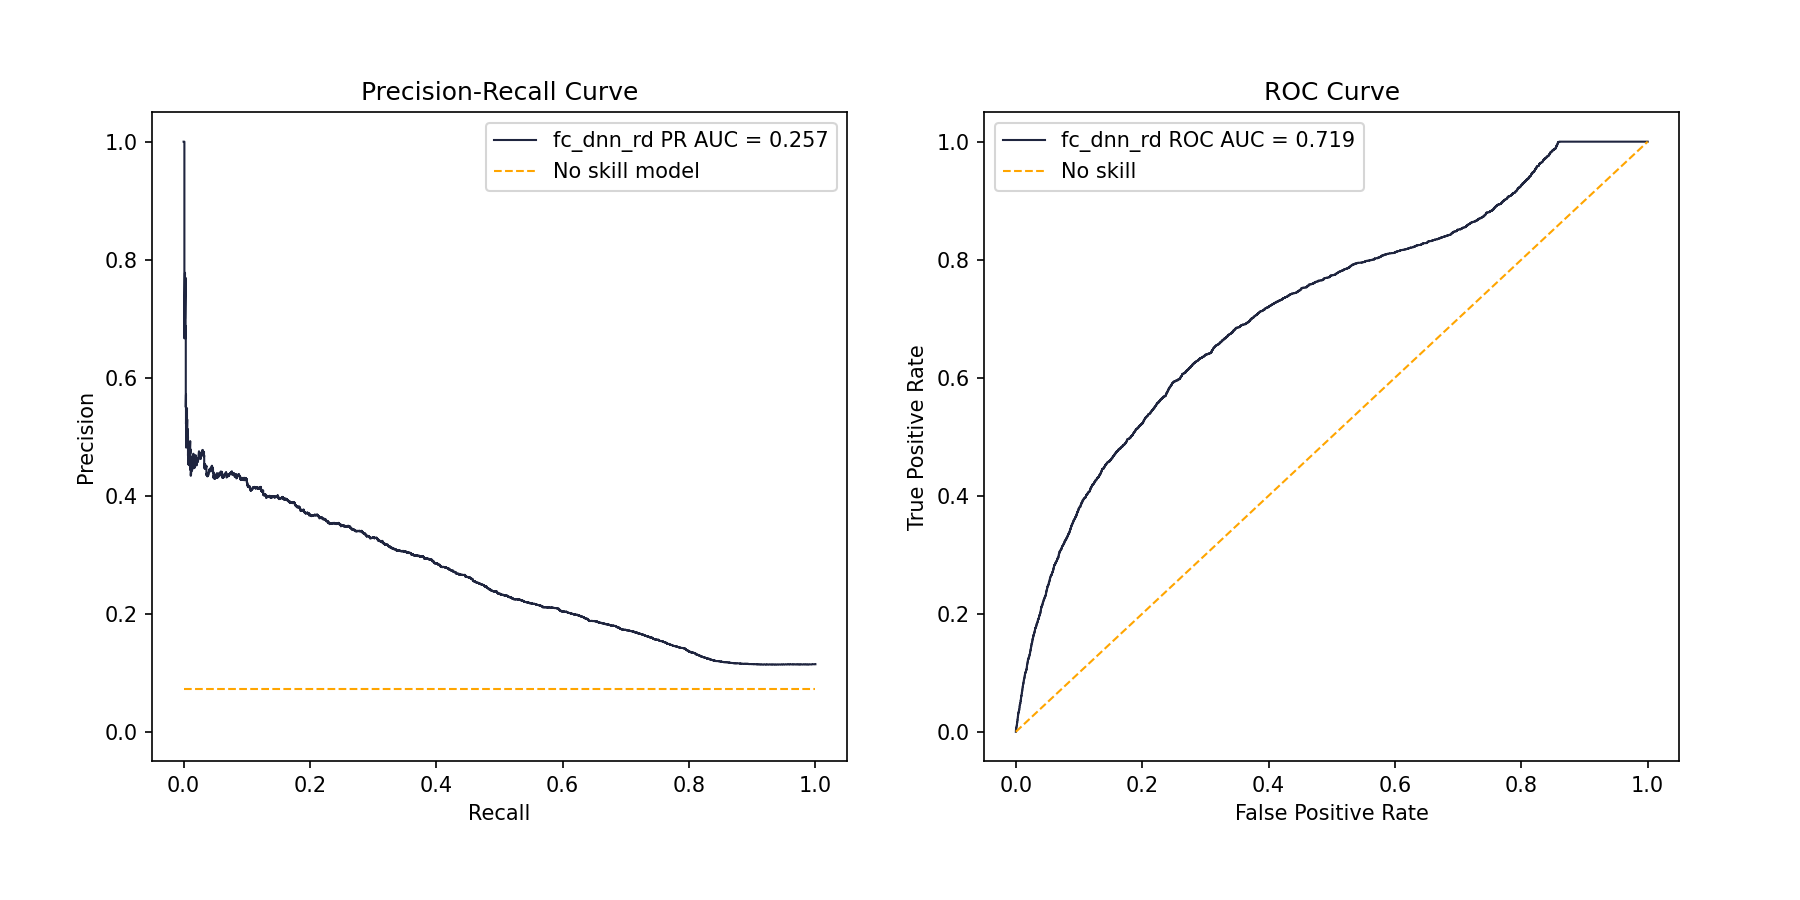 Precision-Recall Curve
fc_dnn_rd PR AUC = 0.257
No skill model
1.0
0.8
0.6
0.4
0.2
0.0
Precision
0.0 0.2 0.4 0.6 0.8 1.0
Recall
ROC Curve
fc_dnn_rd ROC AUC = 0.719
No skill
1.0
0.8
0.6
0.4
0.2
0.0
True Positive Rate
0.0 0.2 0.4 0.6 0.8 1.0
False Positive Rate